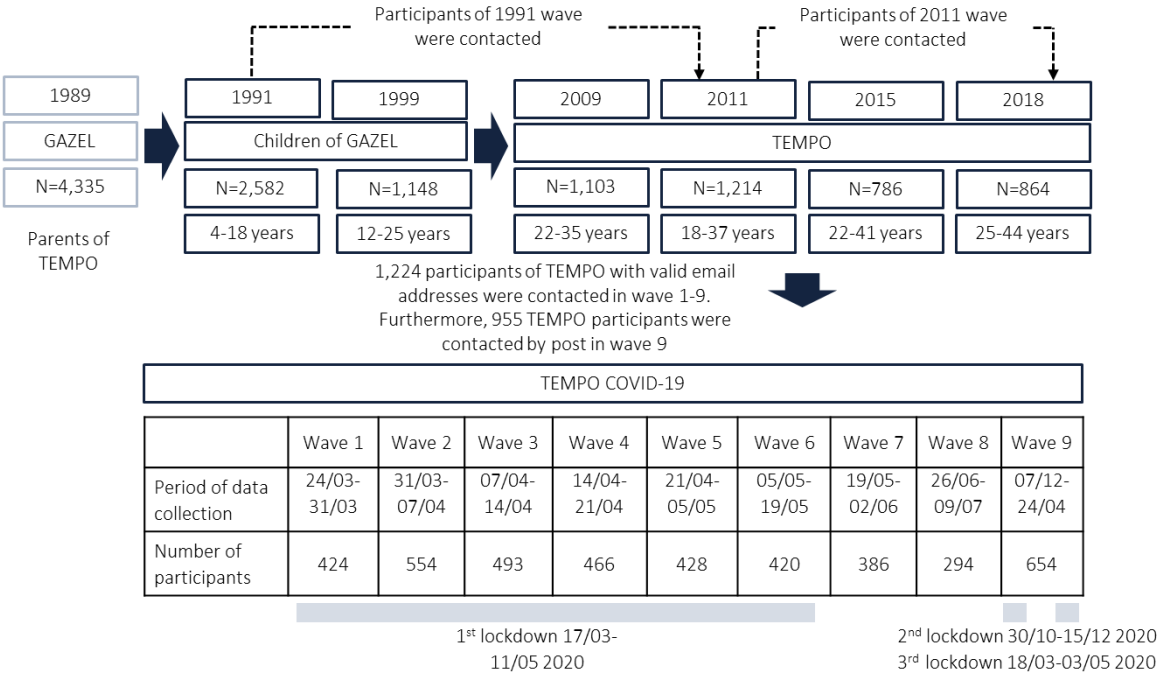 Participants of 1991 wave
were contacted
Participants of 2011 wave
were contacted
1989
1991
1999
2009
2011
2015
2018
GAZEL
Children of GAZEL
TEMPO
N=4,335
N=2,582
N=1,148
N=1,103
N=1,214
N=786
N=864
Parents of
TEMPO
4-18 years
12-25 years
22-35 years
18-37 years
22-41 years
25-44 years
1,224 participants of TEMPO with valid email
addresses were contacted in wave 1-9.
Furthermore, 955 TEMPO participants were
contacted by post in wave 9
TEMPO COVID-19
Wave 1 Wave 2 Wave 3 Wave 4 Wave 5 Wave 6 Wave 7 Wave 8 Wave 9
Period of data 24/03- 31/03- 07/04- 14/04- 21/04- 05/05- 19/05- 26/06- 07/12-
collection 31/03 07/04 14/04 21/04 05/05 19/05 02/06 09/07 24/04
Number of
participants 424 554 493 466 428 420 386 294 654
1st lockdown 17/03-
11/05 2020
2nd lockdown 30/10-15/12 2020
3rd lockdown 18/03-03/05 2020